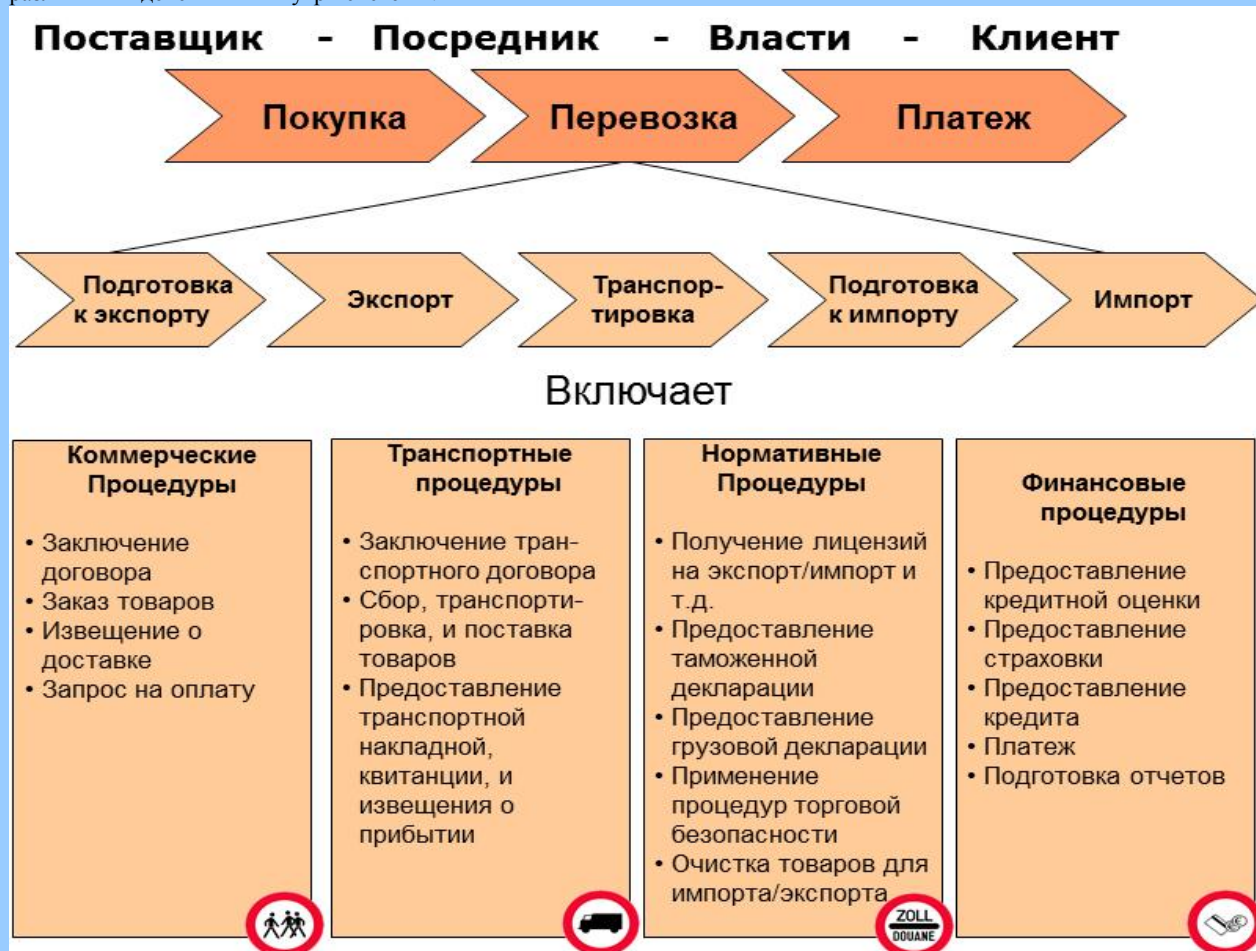 Поставщик - Посредник - Власти - Клиент
Покупка
Перевозка
Платеж
Подготовка
к экспорту
Экспорт
Транспор-
тировка
Подготовка
к импорту
Импорт
Включает
Коммерческие
Процедуры
• Заключение
договора
• Заказ товаров
• Извещение о
доставке
• Запрос на оплату
Транспортные
процедуры
• Заключение тран-
спортного договора
• Сбор, транспорти-
ровка, и поставка
товаров
• Предоставление
транспортной
накладной,
квитанции, и
извещения о
прибытии
Нормативные
Процедуры
• Получение лицензий
на экспорт/импорт и
т.д.
• Предоставление
таможенной
декларации
• Предоставление
грузовой декларации
• Применение
процедур торговой
безопасности
• Очистка товаров для
импорта/экспорта
ZOLL
DOUANE
Финансовые
процедуры
• Предоставление
кредитной оценки
• Предоставление
страховки
• Предоставление
кредита
• Платеж
• Подготовка отчетов